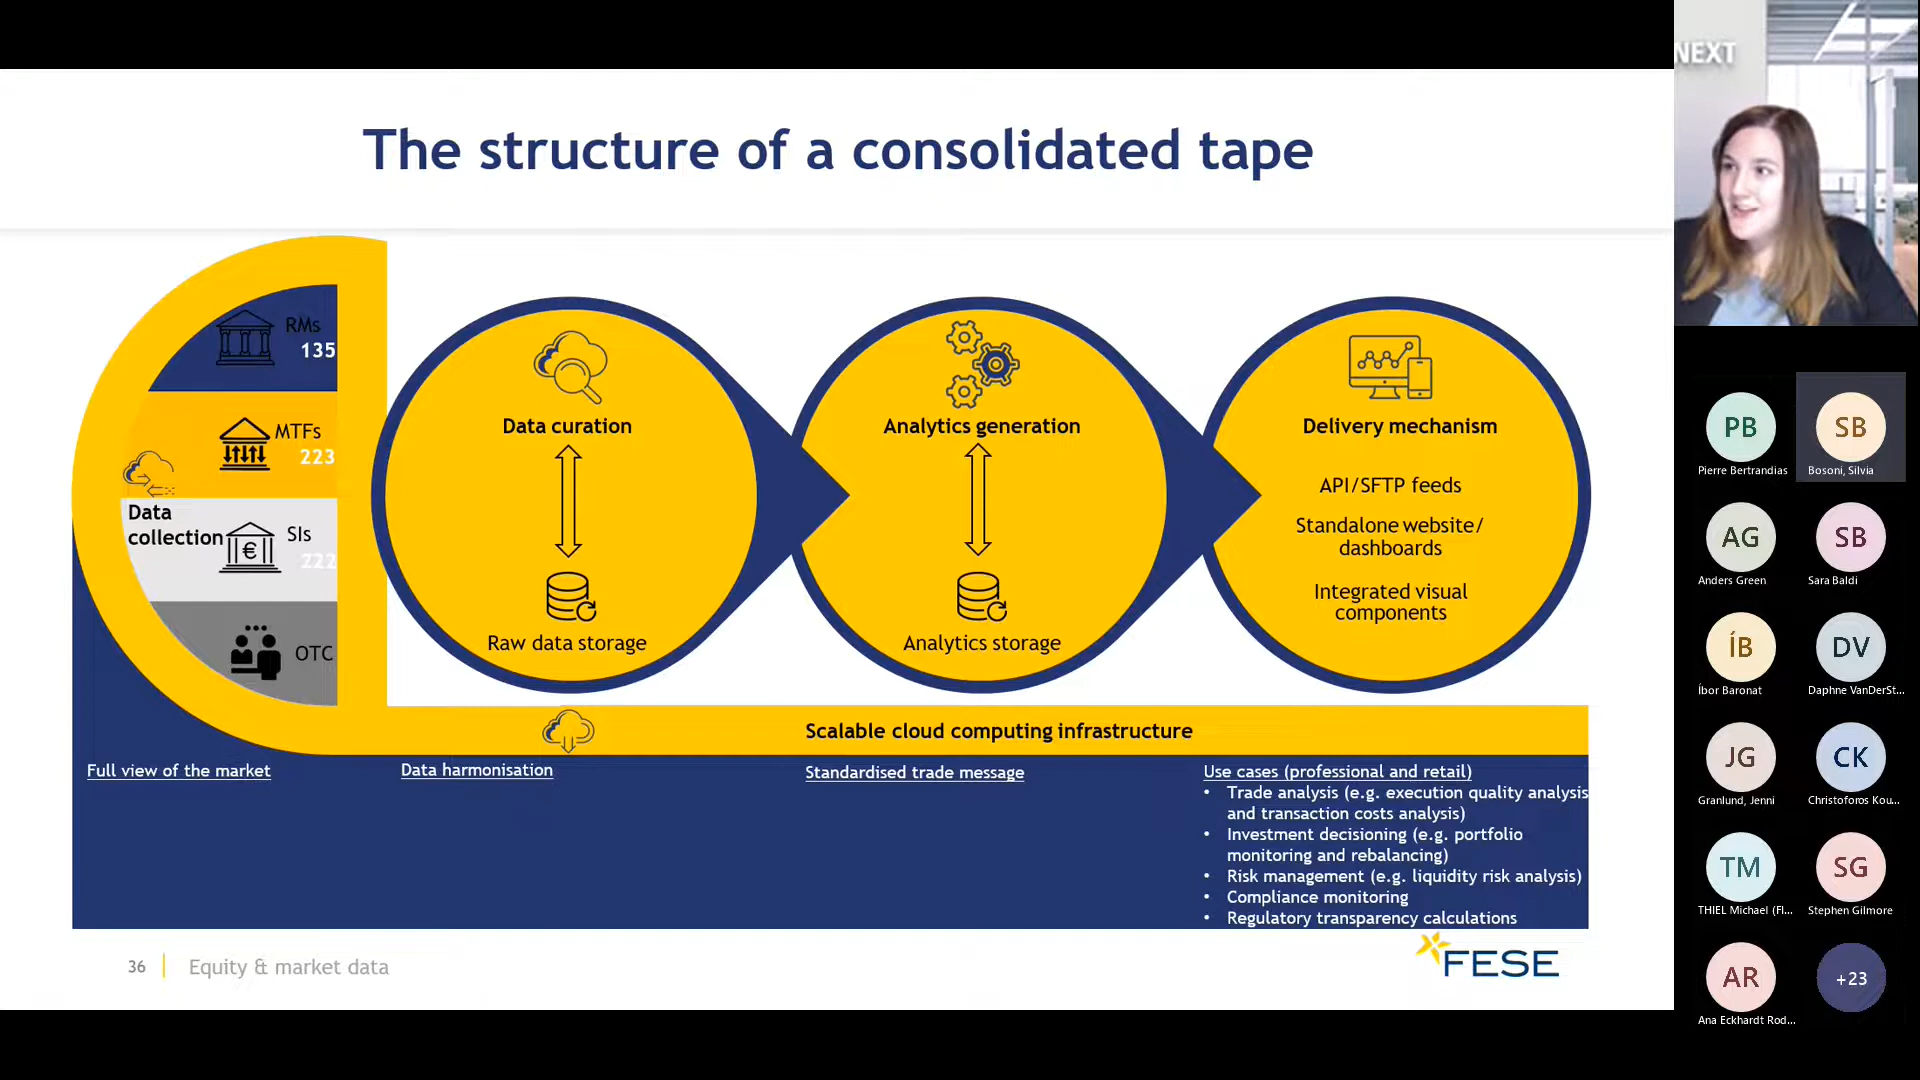 NEXT
The structure of a consolidated tape
RMs
135
MTFs
223
Data
collection
SIs
222
OTC
Data curation
Raw data storage
Analytics generation
Analytics storage
Delivery mechanism
API/SFTP feeds
Standalone website/
dashboards
Integrated visual
components
Scalable cloud computing infrastructure
Full view of the market
Data harmonisation
Standardised trade message
Use cases (professional and retail)
• Trade analysis (e.g. execution quality analysis
and transaction costs analysis)
• Investment decisioning (e.g. portfolio
monitoring and rebalancing)
• Risk management (e.g. liquidity risk analysis)
• Compliance monitoring
• Regulatory transparency calculations
36
Equity & market data
FESE
PB
Pierre Bertrandias
SB
Bosoni, Silvia
AG
Anders Green
SB
Sara Baldi
ÍB
Íbor Baronat
DV
Daphne VanDerSt...
JG
Granlund, Jenni
CK
Christoforos Kou...
TM
THIEL Michael (FI...
SG
Stephen Gilmore
AR
Ana Eckhardt Rod...
+23